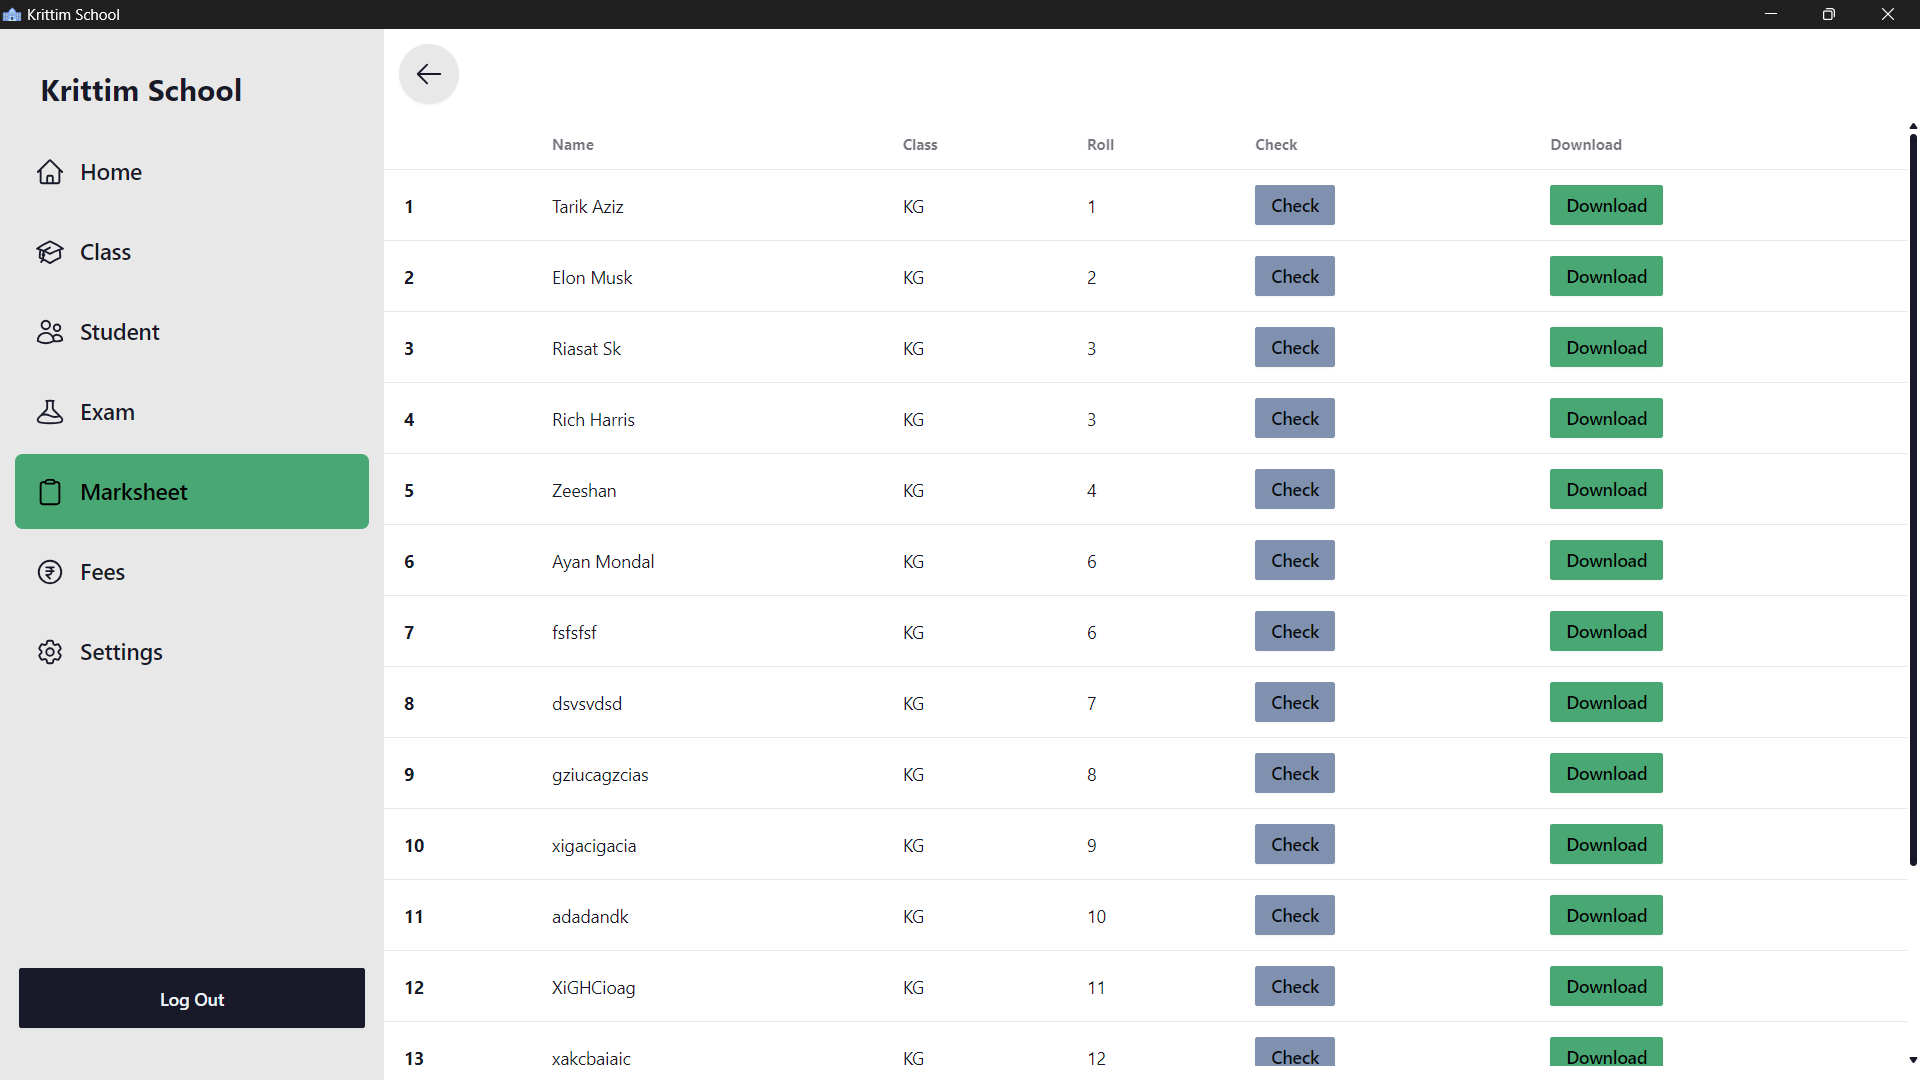 Krittim School
Krittim School
Home
Class
Student
Exam
Marksheet
Fees
Settings
Log Out
Name Class Roll Check Download
1 Tarik Aziz KG 1 Check Download
2 Elon Musk KG 2 Check Download
3 Riasat Sk KG 3 Check Download
4 Rich Harris KG 3 Check Download
5 Zeeshan KG 4 Check Download
6 Ayan Mondal KG 6 Check Download
7 fsfsfsf KG 6 Check Download
8 dsvsvdsd KG 7 Check Download
9 gziucagzcias KG 8 Check Download
10 xigacigacia KG 9 Check Download
11 adadandk KG 10 Check Download
12 XiGHCioag KG 11 Check Download
13 xakcbaiaic KG 12 Check Download